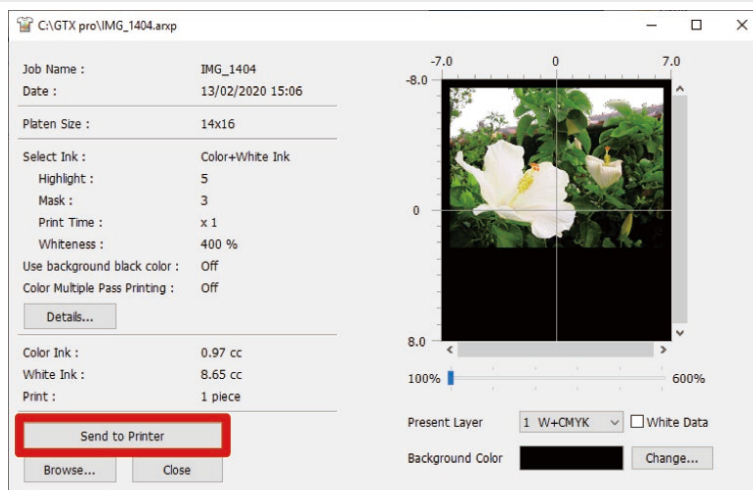 C:\GTX pro\IMG_1404.arxp
Job Name : IMG_1404
Date : 13/02/2020 15:06
Platen Size : 14x16
Select Ink : Color+White Ink
Highlight : 5
Mask : 3
Print Time : x 1
Whiteness : 400 %
Use background black color : Off
Color Multiple Pass Printing : Off
Details...
Color Ink : 0.97 cc
White Ink : 8.65 cc
Print : 1 piece
Send to Printer
Browse... Close
-7.0 0 7.0
-8.0
0
8.0
100% 600%
Present Layer 1 W+CMYK White Data
Background Color Change...